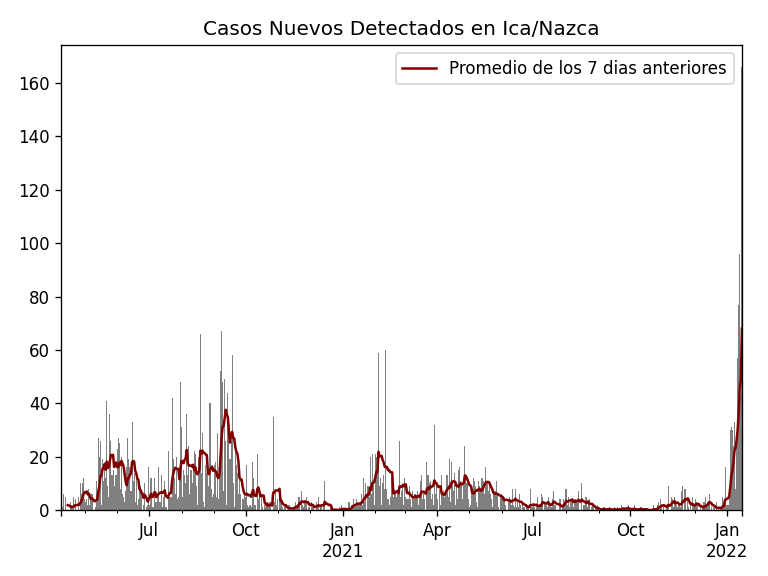 Casos Nuevos Detectados en Ica/Nazca
Promedio de los 7 dias anteriores
160
140
120
100
80
60
40
20
0
Jul
Oct
Jan
2021
Apr
Jul
Oct
Jan
2022